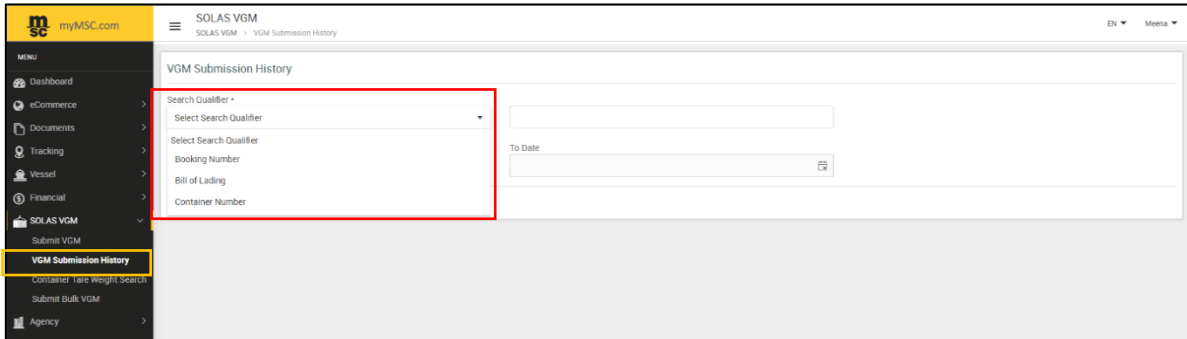 m
SC
myMSC.com
SOLAS VGM
SOLAS VGM > VGM Submission History
EN
Meena
MENU
Dashboard
eCommerce
Documents
Tracking
Vessel
Financial
SOLAS VGM
Submit VGM
VGM Submission History
Container Tare Weight Search
Submit Bulk VGM
Agency
VGM Submission History
Search Qualifier *
Select Search Qualifier
Select Search Qualifier
Booking Number
Bill of Lading
Container Number
To Date